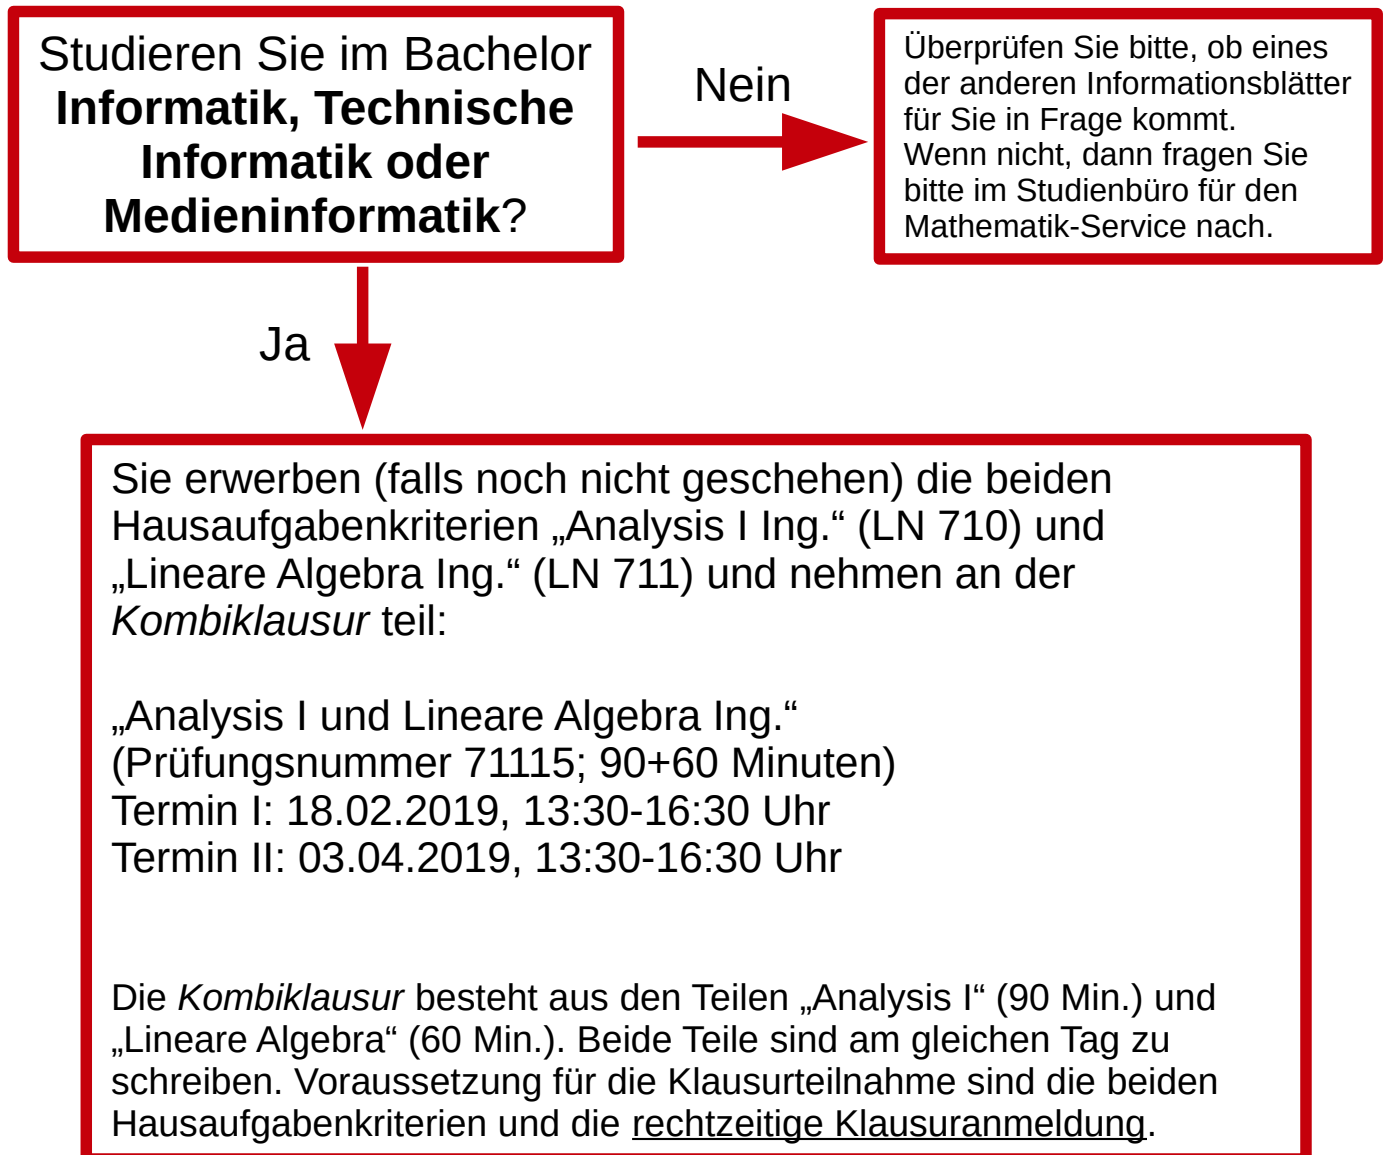 Studieren Sie im Bachelor
Informatik, Technische
Informatik oder
Medieninformatik?
Nein
Überprüfen Sie bitte, ob eines
der anderen Informationsblätter
für Sie in Frage kommt.
Wenn nicht, dann fragen Sie
bitte im Studienbüro für den
Mathematik-Service nach.
Ja
Sie erwerben (falls noch nicht geschehen) die beiden
Hausaufgabenkriterien „Analysis I Ing.“ (LN 710) und
„Lineare Algebra Ing.“ (LN 711) und nehmen an der
Kombiklausur teil:
„Analysis I und Lineare Algebra Ing.“
(Prüfungsnummer 71115; 90+60 Minuten)
Termin I: 18.02.2019, 13:30-16:30 Uhr
Termin II: 03.04.2019, 13:30-16:30 Uhr
Die Kombiklausur besteht aus den Teilen „Analysis I“ (90 Min.) und
„Lineare Algebra“ (60 Min.). Beide Teile sind am gleichen Tag zu
schreiben. Voraussetzung für die Klausurteilnahme sind die beiden
Hausaufgabenkriterien und die rechtzeitige Klausuranmeldung.